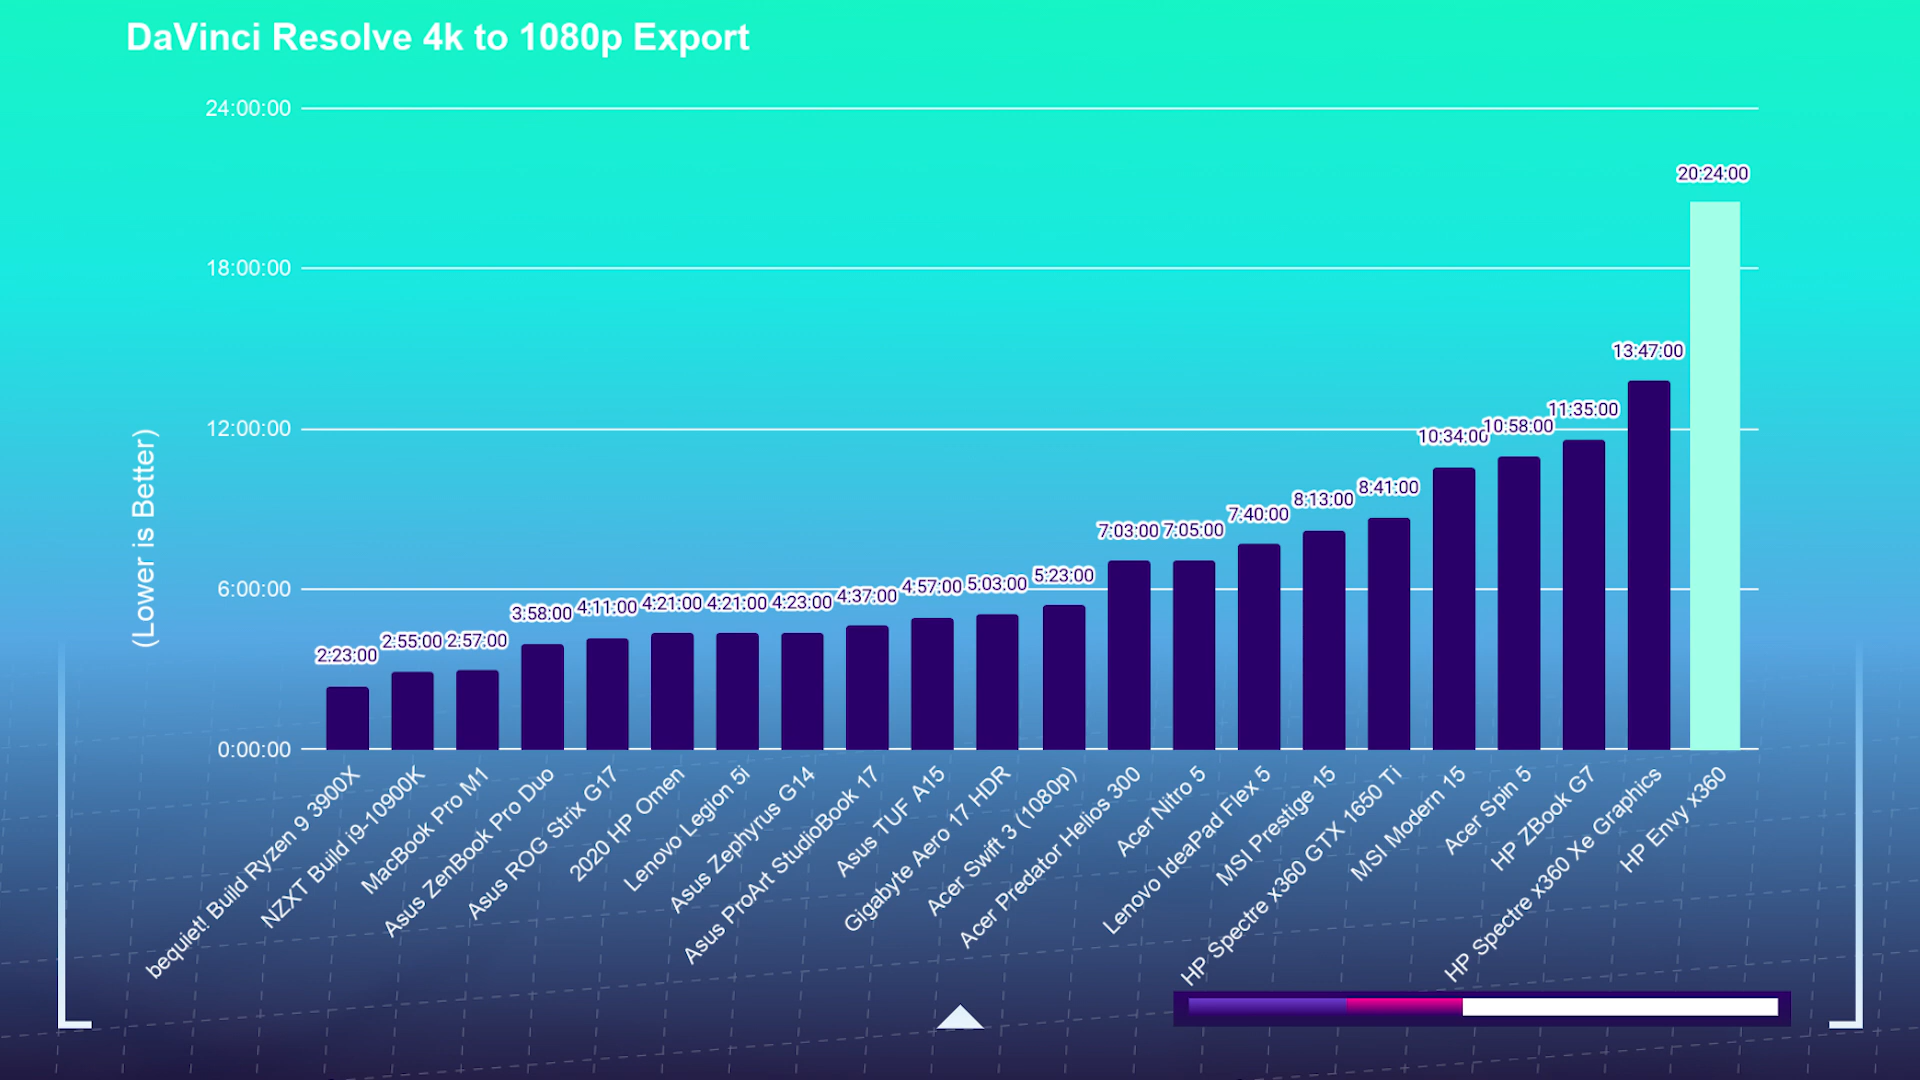 DaVinci Resolve 4k to 1080p Export
(Lower is Better)
24:00:00
18:00:00
12:00:00
6:00:00
0:00:00
2:23:00
2:55:00
2:57:00
3:58:00
4:11:00
4:21:00
4:21:00
4:23:00
4:37:00
4:57:00
5:03:00
5:23:00
7:03:00
7:05:00
7:40:00
8:13:00
8:41:00
10:34:00
10:58:00
11:35:00
13:47:00
20:24:00
bequiet! Build Ryzen 9 3900X
NZXT Build i9-10900K
MacBook Pro M1
Asus ZenBook Pro Duo
Asus ROG Strix G17
2020 HP Omen
Lenovo Legion 5i
Asus Zephyrus G14
Asus ProArt StudioBook 17
Asus TUF A15
Gigabyte Aero 17 HDR
Acer Swift 3 (1080p)
Acer Predator Helios 300
Acer Nitro 5
Lenovo IdeaPad Flex 5
MSI Prestige 15
HP Spectre x360 GTX 1650 Ti
MSI Modern 15
Acer Spin 5
HP ZBook G7
HP Spectre x360 Xe Graphics
HP Envy x360